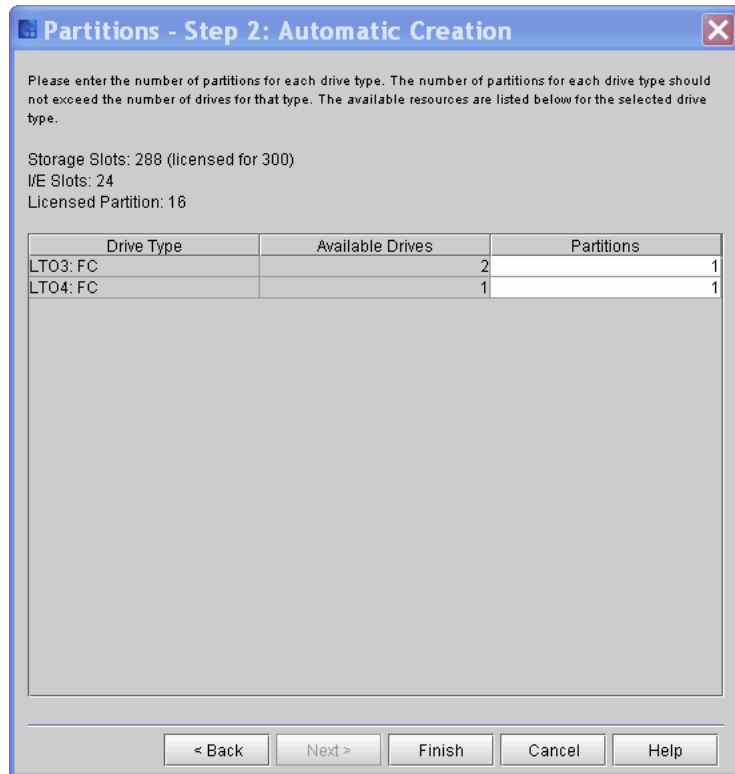 Partitions - Step 2: Automatic Creation
Please enter the number of partitions for each drive type. The number of partitions for each drive type should
not exceed the number of drives for that type. The available resources are listed below for the selected drive
type.
Storage Slots: 288 (licensed for 300)
I/E Slots: 24
Licensed Partition: 16
Drive Type Available Drives Partitions
LTO3: FC 2 1
LTO4: FC 1 1
< Back Next > Finish Cancel Help